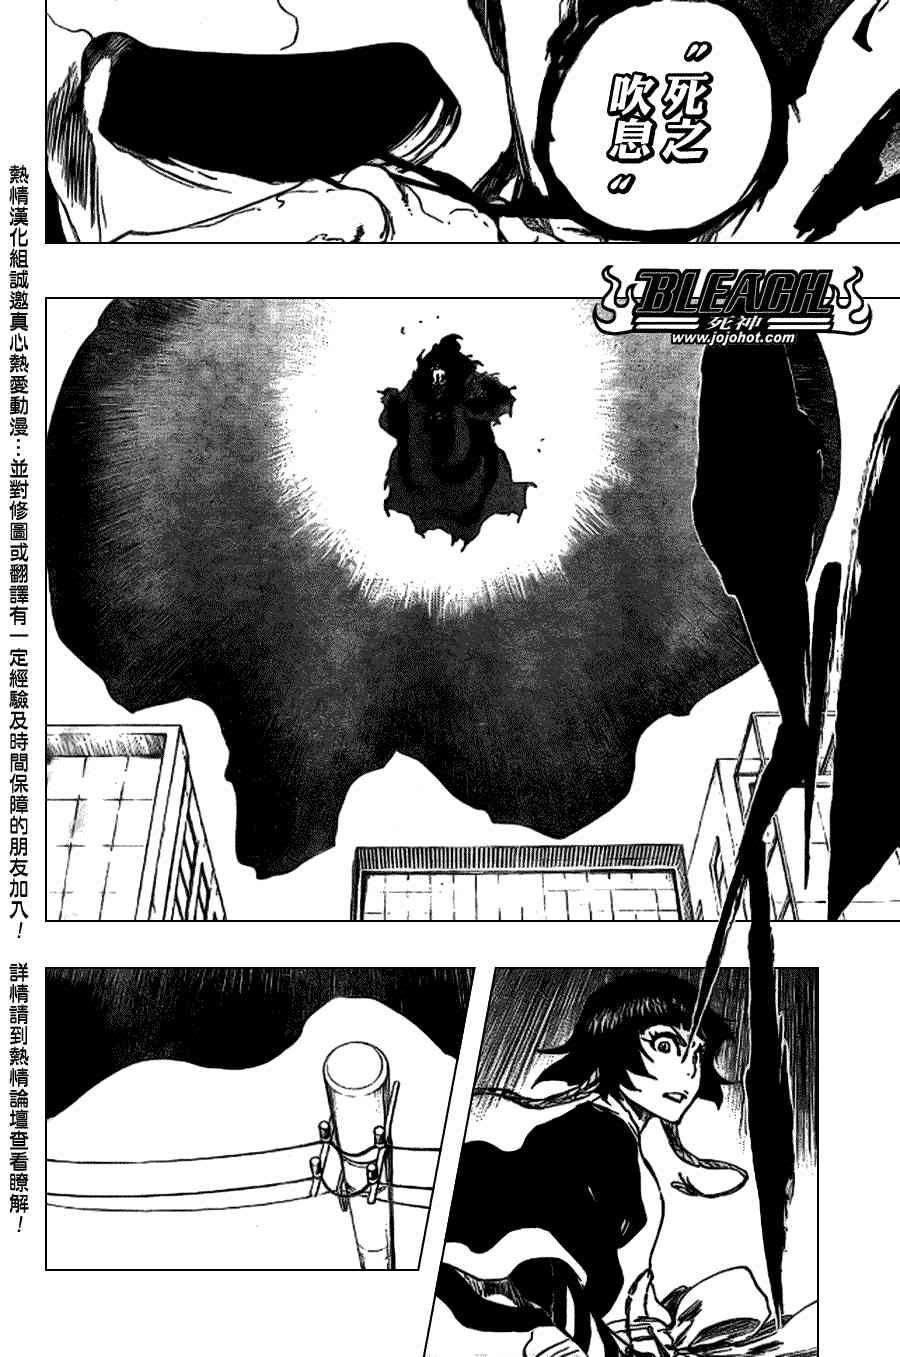 “死之
吹息”
BLEACH
死神
www.jojohot.com
熱情漢化組誠邀真心熱愛動漫…並對修圖或翻譯有一定經驗及時間保障的朋友加入！ 詳情請到熱情論壇查看瞭解！